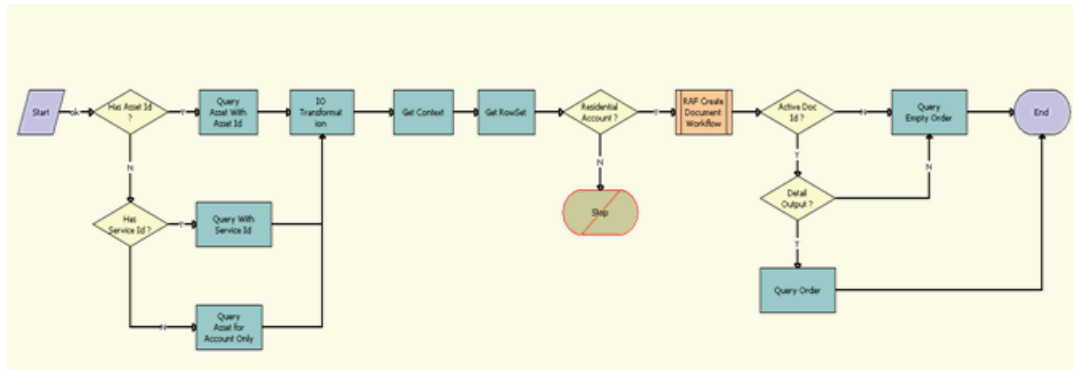 Start
Has Asset Id
?
Y
Query
Asset With
Asset Id
IO
Transformat
ion
Get Context
Get RowSet
Residential
Account ?
Y
RAF Create
Document
Workflow
Active Doc
Id ?
N
Query
Empty Order
End
N
N
Y
N
Has
Service Id ?
Y
Query With
Service Id
Stop
Detail
Output ?
Y
Query Order
N
Query
Asset for
Account Only